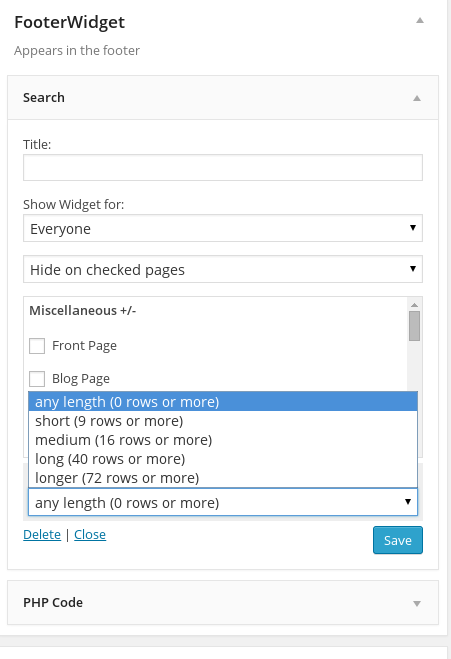 FooterWidget
Appears in the footer
Search
Title:
Show Widget for:
Everyone
Hide on checked pages
Miscellaneous +/-
Front Page
Blog Page
any length (0 rows or more)
short (9 rows or more)
medium (16 rows or more)
long (40 rows or more)
longer (72 rows or more)
any length (0 rows or more)
Delete | Close
Save
PHP Code